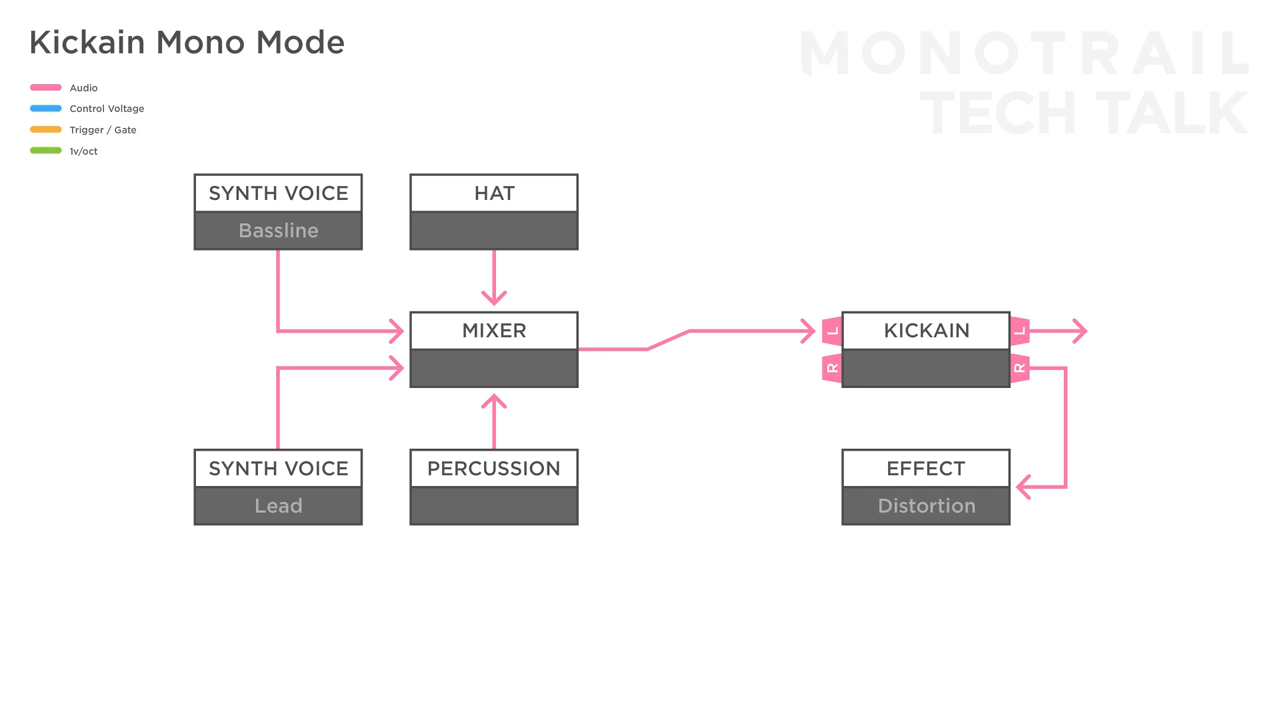 Kickain Mono Mode
MONOTRAIL
TECH TALK
Audio
Control Voltage
Trigger / Gate
1v/oct
SYNTH VOICE
Bassline
HAT
MIXER
L
KICKAIN
L
R
R
SYNTH VOICE
Lead
PERCUSSION
EFFECT
Distortion